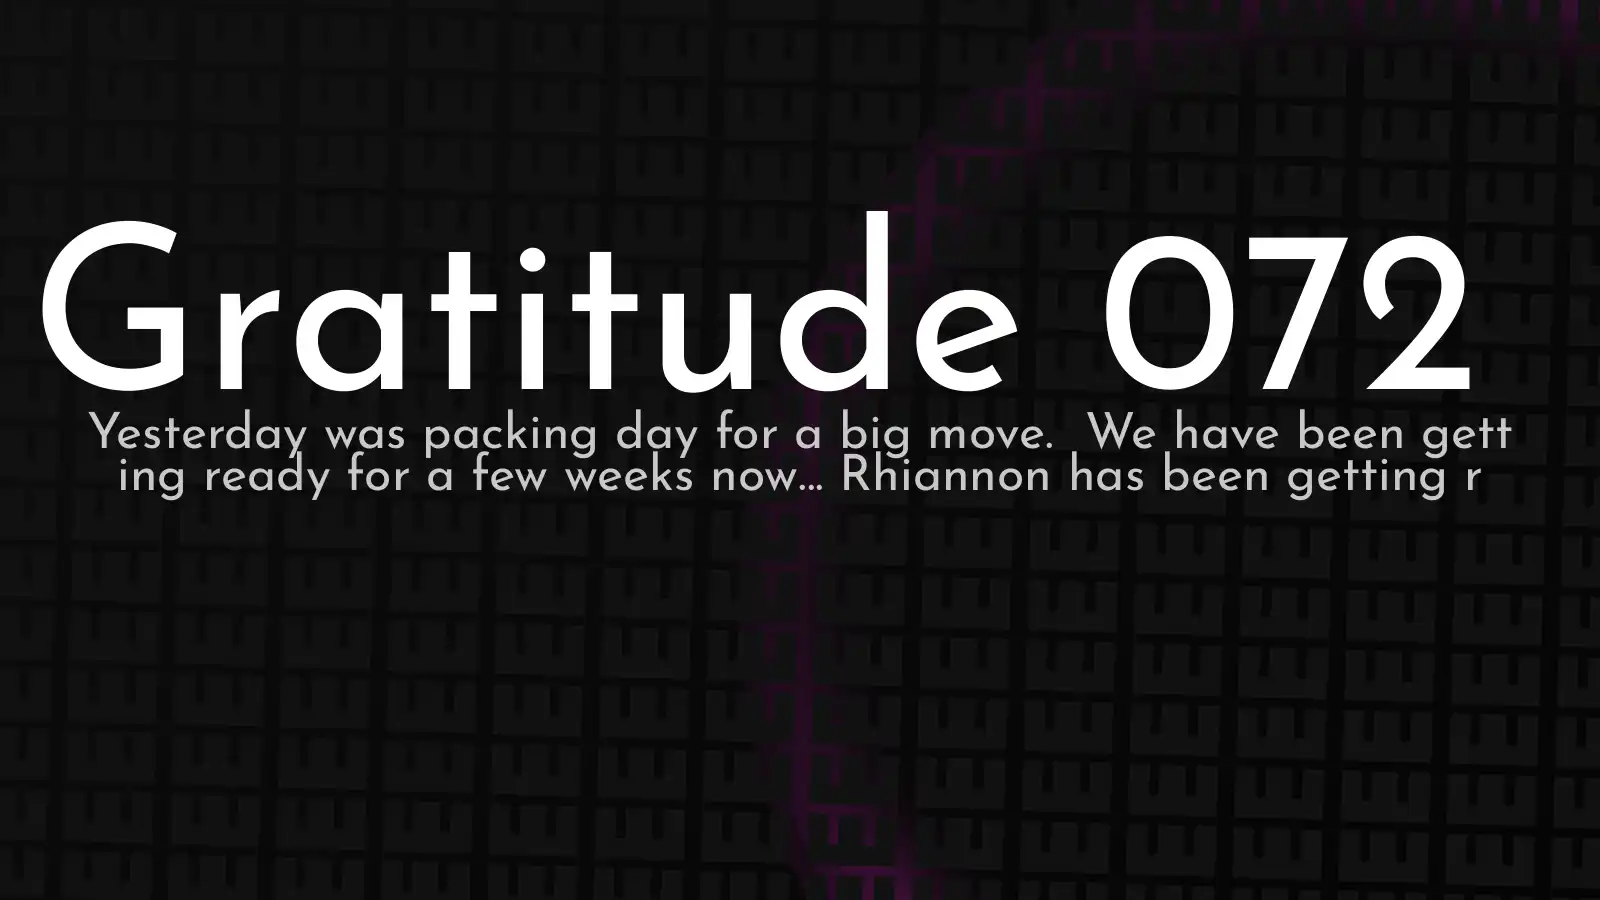 Gratitude 072
Yesterday was packing day for a big move.  We have been gett
ing ready for a few weeks now... Rhiannon has been getting r